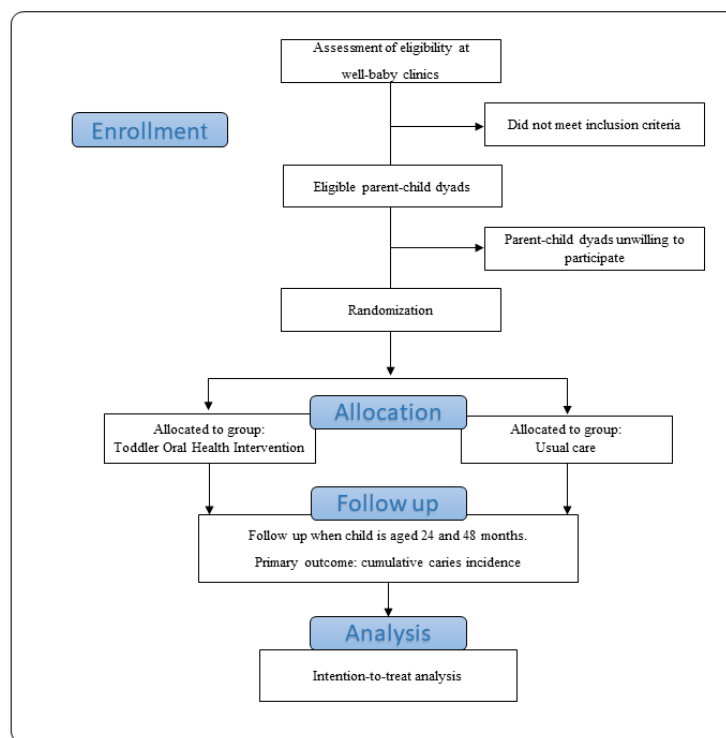 Assessment of eligibility at
well-baby clinics
Enrollment
Did not meet inclusion criteria
Eligible parent-child dyads
Parent-child dyads unwilling to
participate
Randomization
Allocation
Allocated to group:
Toddler Oral Health Intervention
Allocated to group:
Usual care
Follow up
Follow up when child is aged 24 and 48 months.
Primary outcome: cumulative caries incidence
Analysis
Intention-to-treat analysis